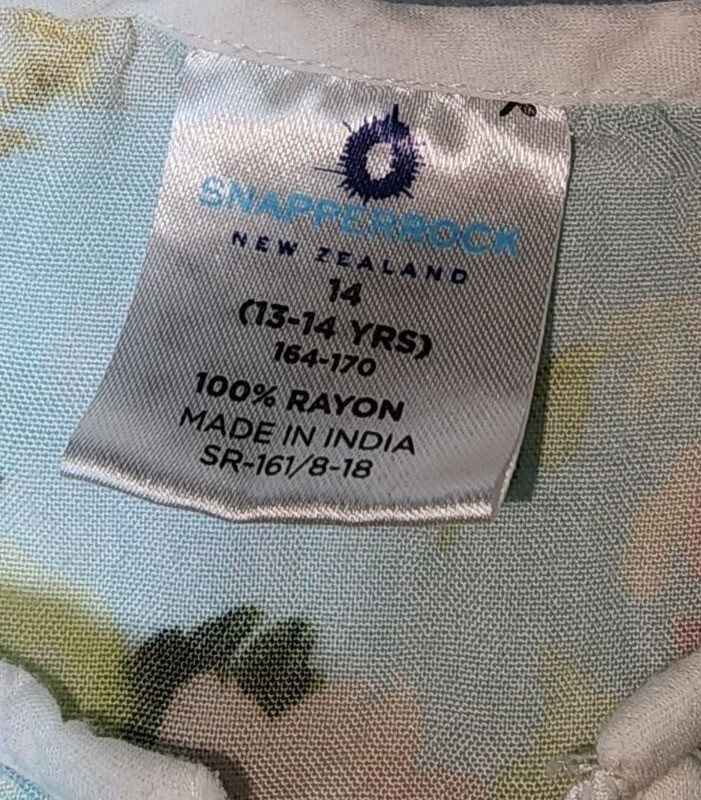 SNAPPERROCK
NEW ZEALAND
14
(13-14 YRS)
164-170
100% RAYON
MADE IN INDIA
SR-161/8-18